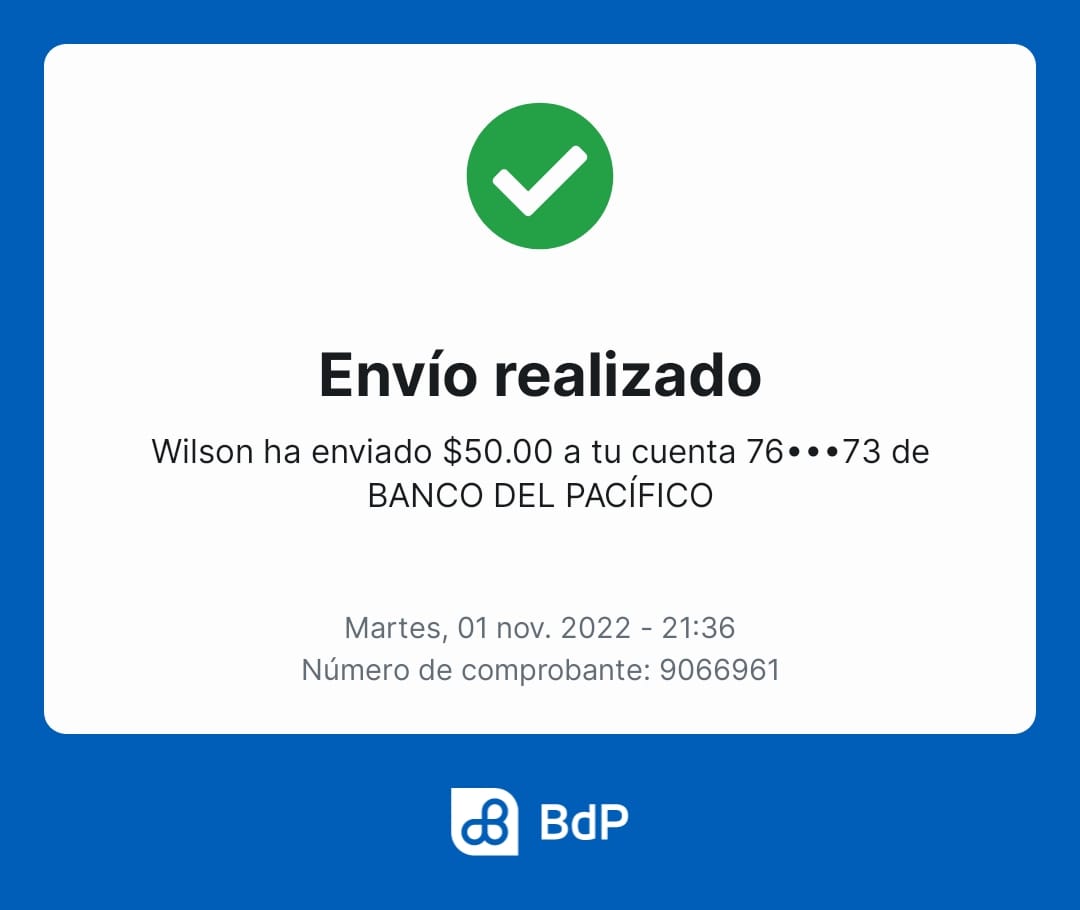 Envío realizado
Wilson ha enviado $50.00 a tu cuenta 76•••73 de
BANCO DEL PACÍFICO
Martes, 01 nov. 2022 - 21:36
Número de comprobante: 9066961
BdP